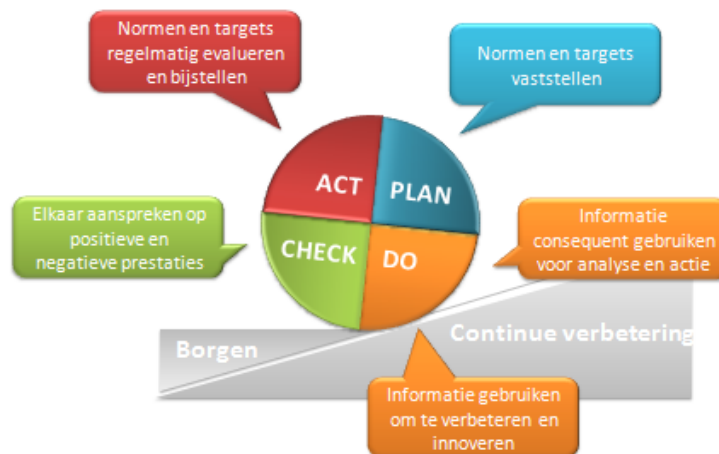 Normen en targets
regelmatig evalueren
en bijstellen
Normen en targets
vaststellen
ACT
PLAN
Elkaar aanspreken op
positieve en
negatieve prestaties
CHECK
DO
Informatie
consequent gebruiken
voor analyse en actie
Borgen
Continue verbetering
Informatie gebruiken
om te verbeteren en
innoveren